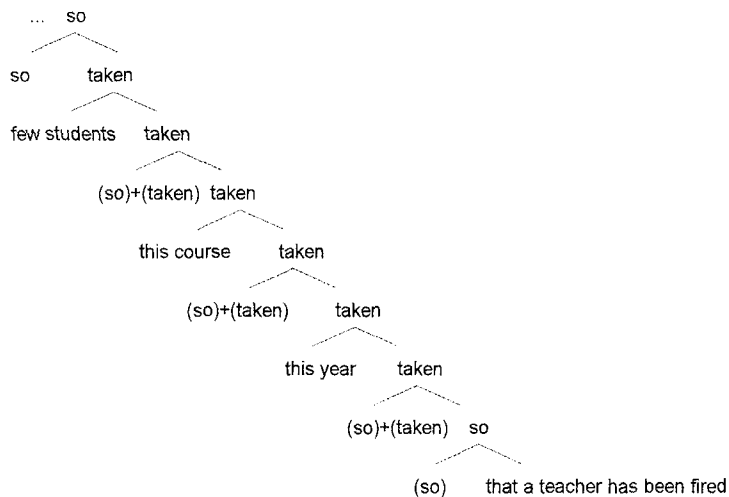 ... so
so taken
few students taken
(so)+(taken) taken
this course taken
(so)+(taken) taken
this year taken
(so)+(taken) so
(so) that a teacher has been fired